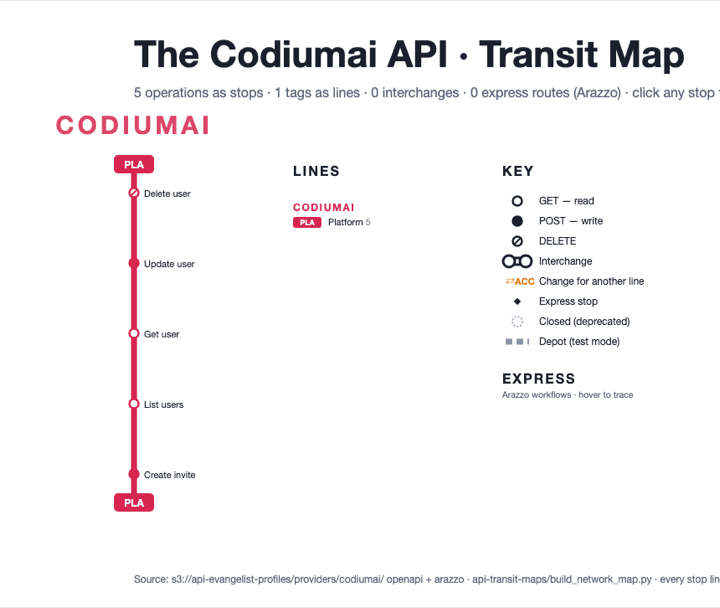 The Codiumai API · Transit Map
5 operations as stops · 1 tags as lines · 0 interchanges · 0 express routes (Arazzo) · click any stop
CODIUMAI
PLA
Delete user
Update user
Get user
List users
Create invite
PLA
LINES
CODIUMAI
PLA Platform 5
KEY
GET — read
POST — write
DELETE
Interchange
⇄ACC Change for another line
Express stop
Closed (deprecated)
Depot (test mode)
EXPRESS
Arazzo workflows · hover to trace
Source: s3://api-evangelist-profiles/providers/codiumai/ openapi + arazzo · api-transit-maps/build_network_map.py · every stop